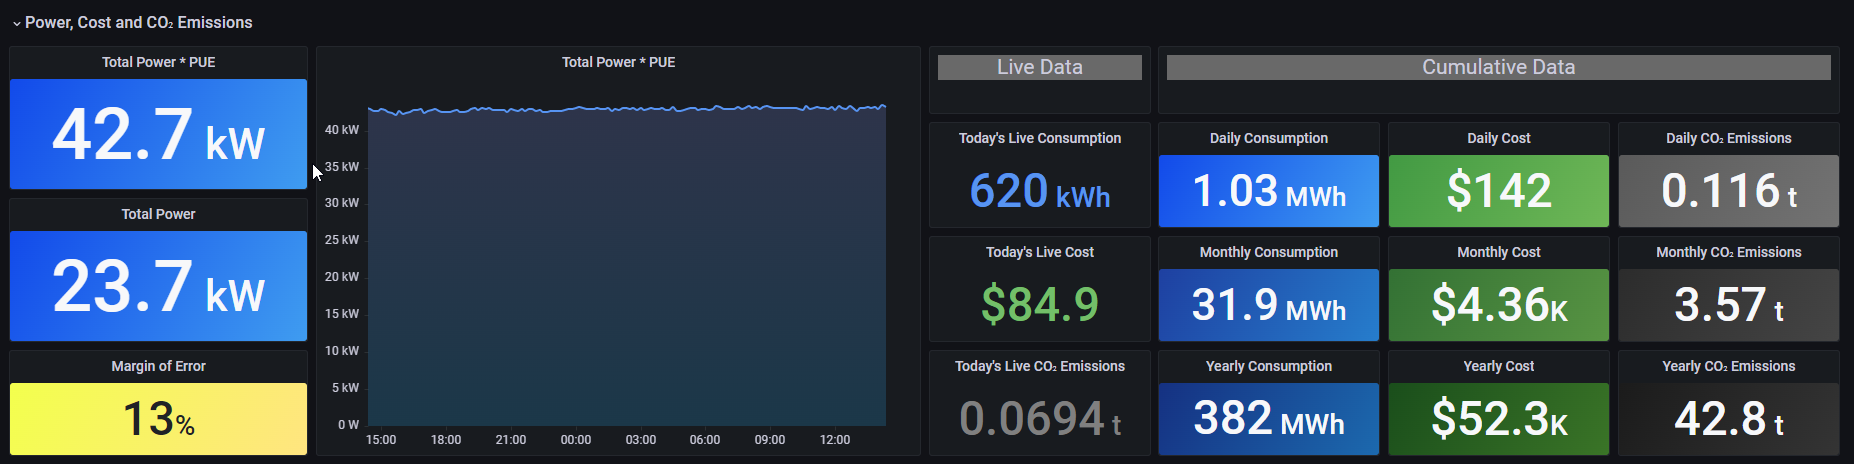 Power, Cost and CO₂ Emissions
Total Power * PUE
42.7 kW
Total Power
23.7 kW
Margin of Error
13%
Total Power * PUE
40 kW
35 kW
30 kW
25 kW
20 kW
15 kW
10 kW
5 kW
0 W
15:00 18:00 21:00 00:00 03:00 06:00 09:00 12:00
Live Data
Today's Live Consumption
620 kWh
Today's Live Cost
$84.9
Today's Live CO₂ Emissions
0.0694 t
Cumulative Data
Daily Consumption
1.03 MWh
Daily Cost
$142
Daily CO₂ Emissions
0.116 t
Monthly Consumption
31.9 MWh
Monthly Cost
$4.36K
Monthly CO₂ Emissions
3.57 t
Yearly Consumption
382 MWh
Yearly Cost
$52.3K
Yearly CO₂ Emissions
42.8 t